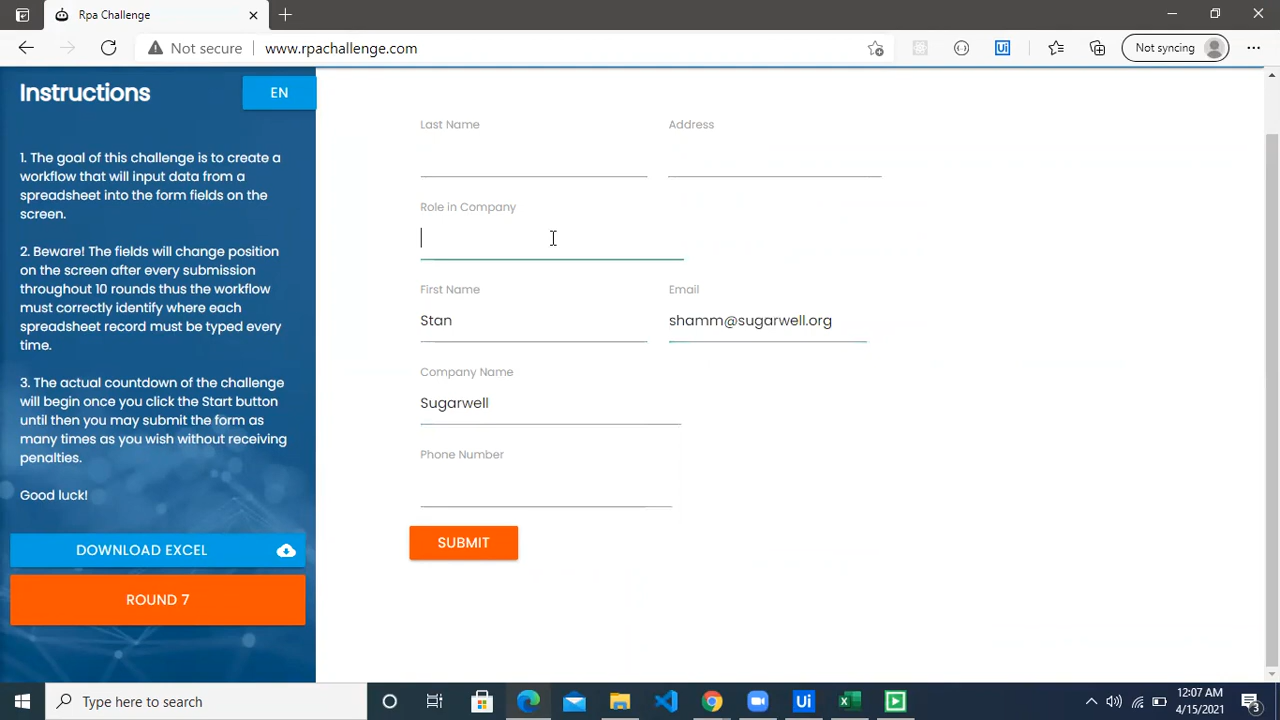 Rpa Challenge
Not secure
www.rpachallenge.com
Ui
Not syncing
Instructions
EN
1. The goal of this challenge is to create a
workflow that will input data from a
spreadsheet into the form fields on the
screen.
2. Beware! The fields will change position
on the screen after every submission
throughout 10 rounds thus the workflow
must correctly identify where each
spreadsheet record must be typed every
time.
3. The actual countdown of the challenge
will begin once you click the Start button
until then you may submit the form as
many times as you wish without receiving
penalties.
Good luck!
DOWNLOAD EXCEL
ROUND 7
Last Name
Address
Role in Company
First Name
Email
Stan
shamm@sugarwell.org
Company Name
Sugarwell
Phone Number
SUBMIT
Type here to search
Ui
12:07 AM
4/15/2021
3